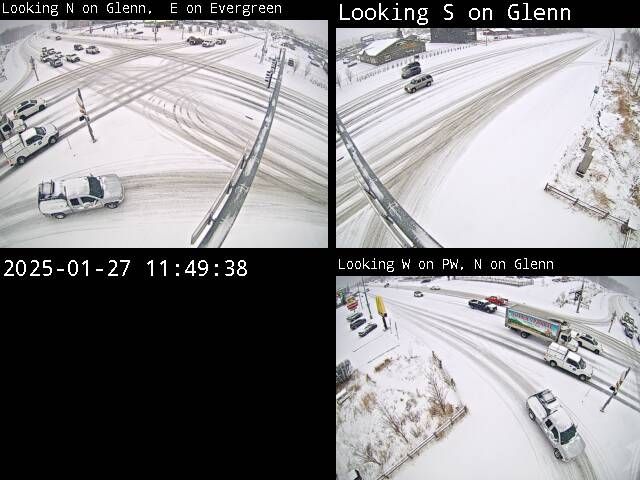 Looking N on Glenn,  E on Evergreen
Looking S on Glenn
2025-01-27 11:49:38
Looking W on PW, N on Glenn